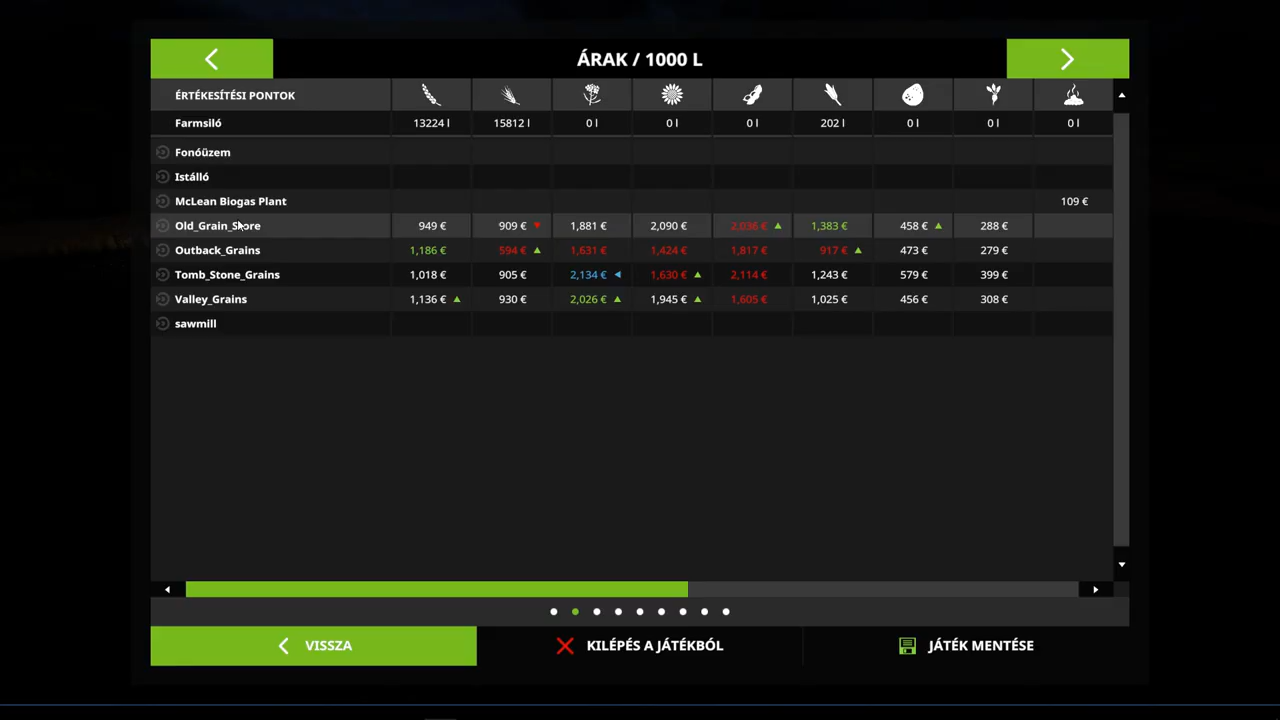 ÁRAK / 1000 L
ÉRTÉKESÍTÉSI PONTOK
Farmsiló 13224 l 15812 l 0 l 0 l 0 l 202 l 0 l 0 l 0 l
Fonóüzem
Istálló
McLean Biogas Plant 109 €
Old_Grain_Store 949 € 909 € 1,881 € 2,090 € 2,036 € 1,383 € 458 € 288 €
Outback_Grains 1,186 € 594 € 1,631 € 1,424 € 1,817 € 917 € 473 € 279 €
Tomb_Stone_Grains 1,018 € 905 € 2,134 € 1,630 € 2,114 € 1,243 € 579 € 399 €
Valley_Grains 1,136 € 930 € 2,026 € 1,945 € 1,605 € 1,025 € 456 € 308 €
sawmill
VISSZA KILÉPÉS A JÁTÉKBÓL JÁTÉK MENTÉSE